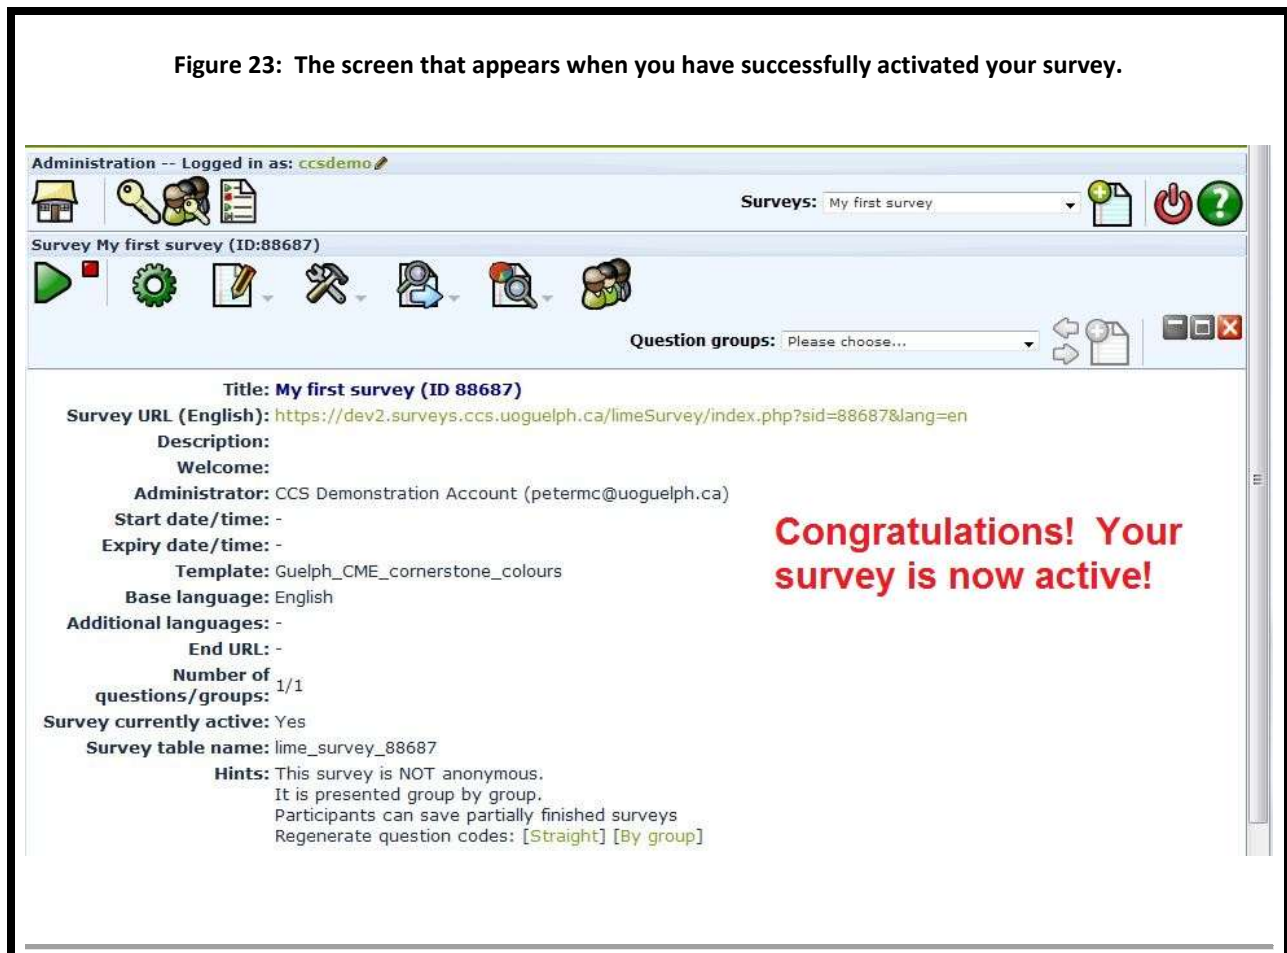 Figure 23:  The screen that appears when you have successfully activated your survey.
Administration -- Logged in as: ccsdemo
Surveys: My first survey
Survey My first survey (ID:88687)
Question groups: Please choose...
Title: My first survey (ID 88687)
Survey URL (English): https://dev2.surveys.ccs.uoguelph.ca/limeSurvey/index.php?sid=88687&lang=en
Description:
Welcome:
Administrator: CCS Demonstration Account (petermc@uoguelph.ca)
Start date/time: -
Expiry date/time: -
Template: Guelph_CME_cornerstone_colours
Base language: English
Additional languages: -
End URL: -
Number of
questions/groups: 1/1
Survey currently active: Yes
Survey table name: lime_survey_88687
Hints: This survey is NOT anonymous.
It is presented group by group.
Participants can save partially finished surveys
Regenerate question codes: [Straight] [By group]
Congratulations!  Your
survey is now active!